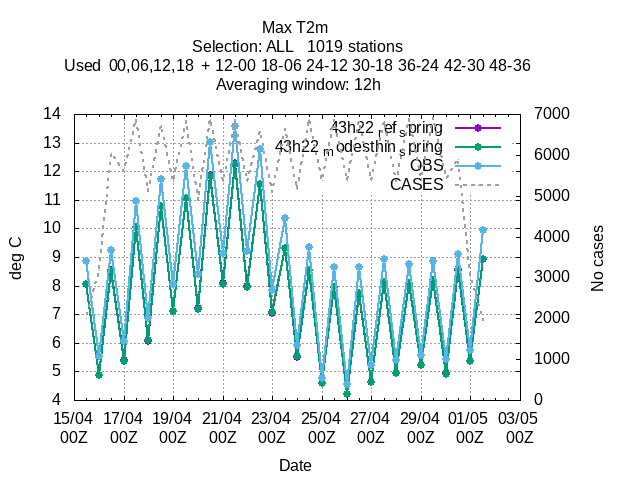 Max T2m
Selection: ALL   1019 stations
Used  00,06,12,18  + 12-00 18-06 24-12 30-18 36-24 42-30 48-36
Averaging window: 12h
14
13
12
11
10
9
8
7
6
5
4
7000
6000
5000
4000
3000
2000
1000
0
43h22_ref_spring
43h22_modesthin_spring
OBS
CASES
deg C
No cases
15/04 17/04 19/04 21/04 23/04 25/04 27/04 29/04 01/05 03/05
00Z 00Z 00Z 00Z 00Z 00Z 00Z 00Z 00Z 00Z
Date